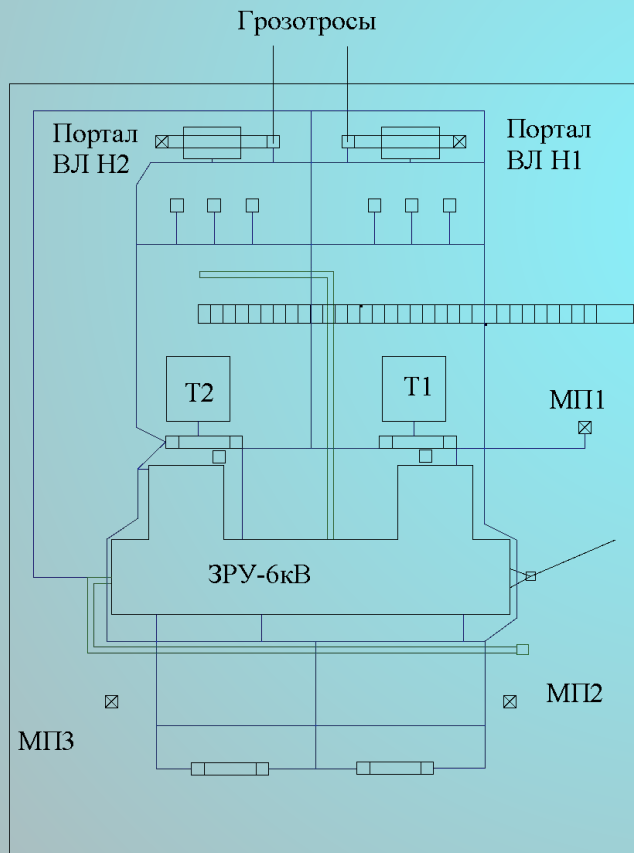 Грозотросы
Портал
ВЛ Н2
Портал
ВЛ Н1
Т2
Т1
МП1
ЗРУ-6кВ
МП2
МП3